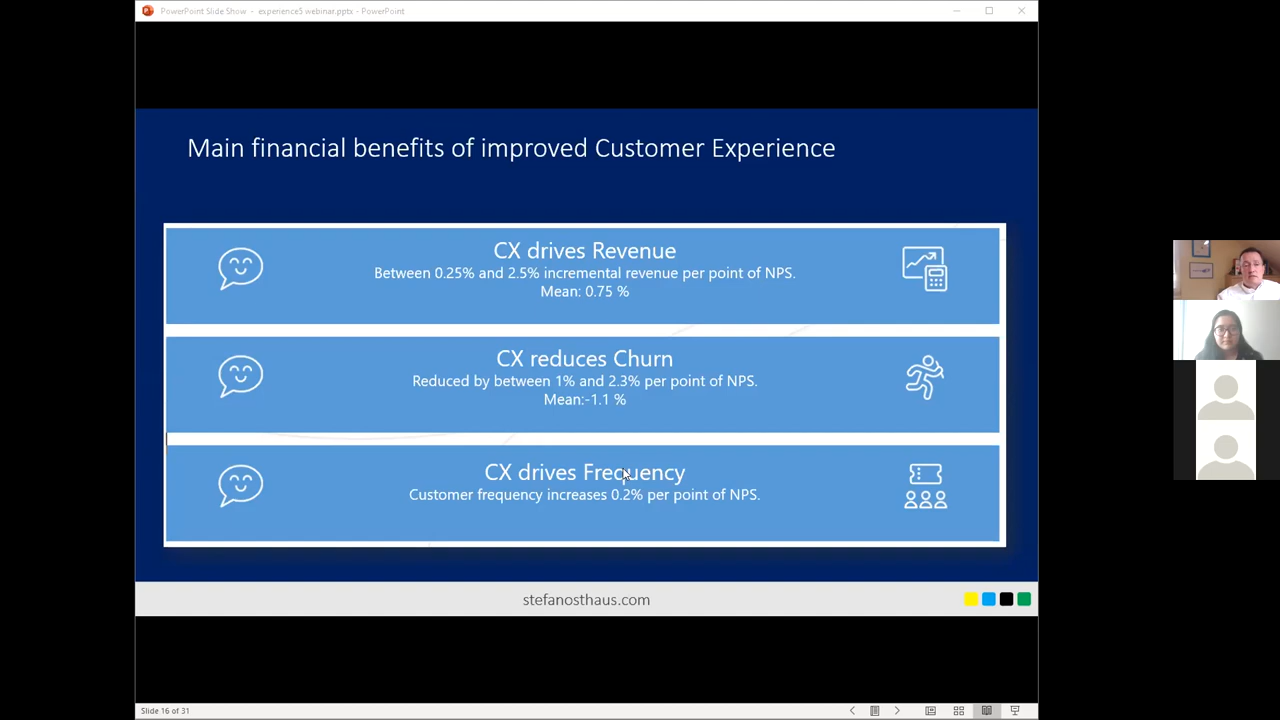 PowerPoint Slide Show - experience5 webinar.pptx - PowerPoint
Main financial benefits of improved Customer Experience
CX drives Revenue
Between 0.25% and 2.5% incremental revenue per point of NPS.
Mean: 0.75 %
CX reduces Churn
Reduced by between 1% and 2.3% per point of NPS.
Mean:-1.1 %
CX drives Frequency
Customer frequency increases 0.2% per point of NPS.
stefanosthaus.com
Slide 16 of 31